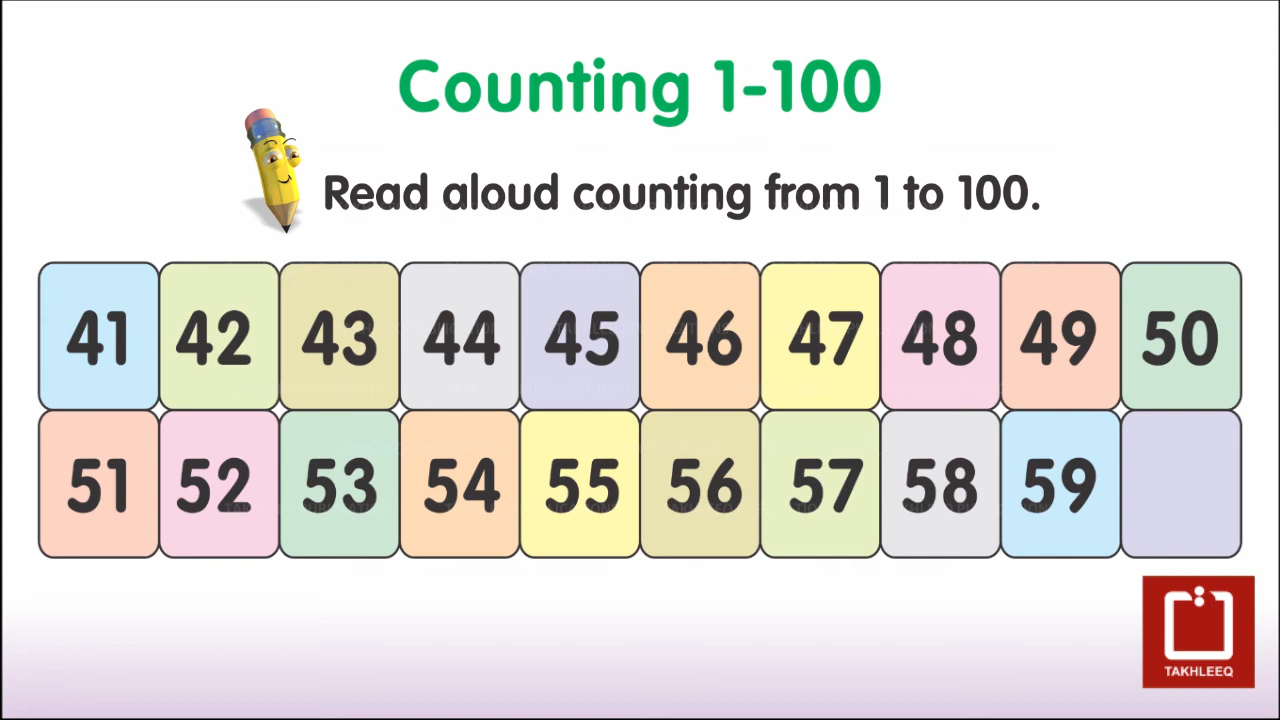 Counting 1-100
Read aloud counting from 1 to 100.
41 42 43 44 45 46 47 48 49 50
51 52 53 54 55 56 57 58 59
TAKHLEEQ